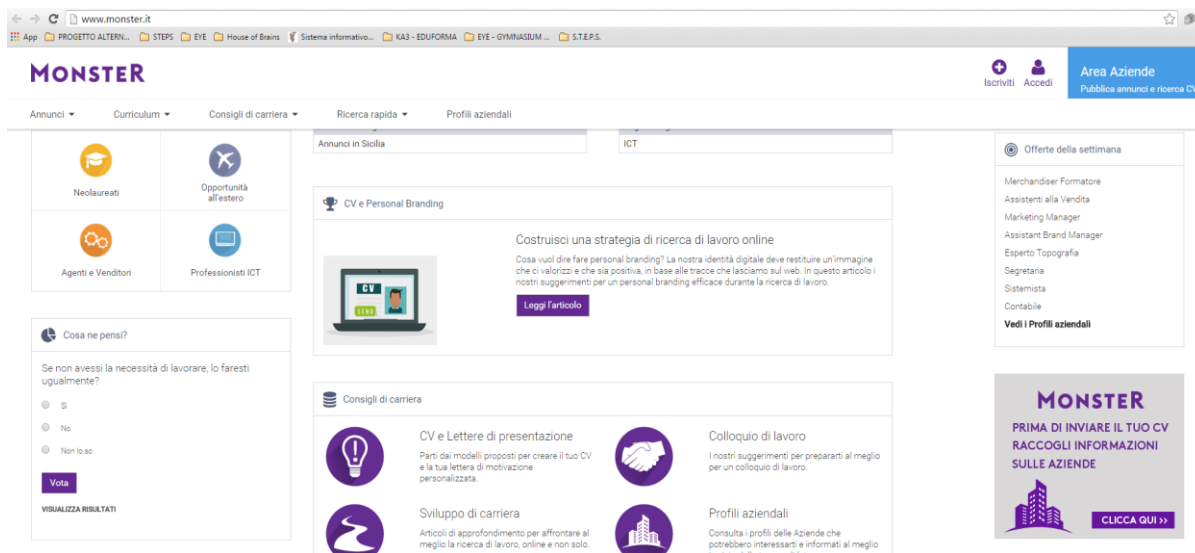 www.monster.it
App PROGETTO ALTERN... STEPS EYE House of Brains Sistema informativo... KA3 - EDUFORMA EYE - GYMNASIUM ... S.T.E.P.S.
MONSTER
Iscriviti Accedi
Area Aziende
Pubblica annunci e ricerca CV
Annunci Curriculum Consigli di carriera Ricerca rapida Profili aziendali
Neolaureati
Opportunità
all'estero
Agenti e Venditori
Professionisti ICT
Cosa ne pensi?
Se non avessi la necessità di lavorare, lo faresti
ugualmente?
Si
No
Non lo so
Vota
VISUALIZZA RISULTATI
Annunci in Sicilia
ICT
CV e Personal Branding
CV
SEND
Costruisci una strategia di ricerca di lavoro online
Cosa vuol dire fare personal branding? La nostra identità digitale deve restituire un'immagine
che ci valorizzi e che sia positiva, in base alle tracce che lasciamo sul web. In questo articolo i
nostri suggerimenti per un personal branding efficace durante la ricerca di lavoro.
Leggi l'articolo
Consigli di carriera
CV e Lettere di presentazione
Parti dai modelli proposti per creare il tuo CV
e la tua lettera di motivazione
personalizzata.
Colloquio di lavoro
I nostri suggerimenti per prepararti al meglio
per un colloquio di lavoro.
Sviluppo di carriera
Articoli di approfondimento per affrontare al
meglio la ricerca di lavoro, online e non solo.
Profili aziendali
Consulta i profili delle Aziende che
potrebbero interessarti e informati al meglio
Offerte della settimana
Merchandiser Formatore
Assistenti alla Vendita
Marketing Manager
Assistant Brand Manager
Esperto Topografia
Segretaria
Sistemista
Contabile
Vedi i Profili aziendali
MONSTER
PRIMA DI INVIARE IL TUO CV
RACCOGLI INFORMAZIONI
SULLE AZIENDE
CLICCA QUI >>